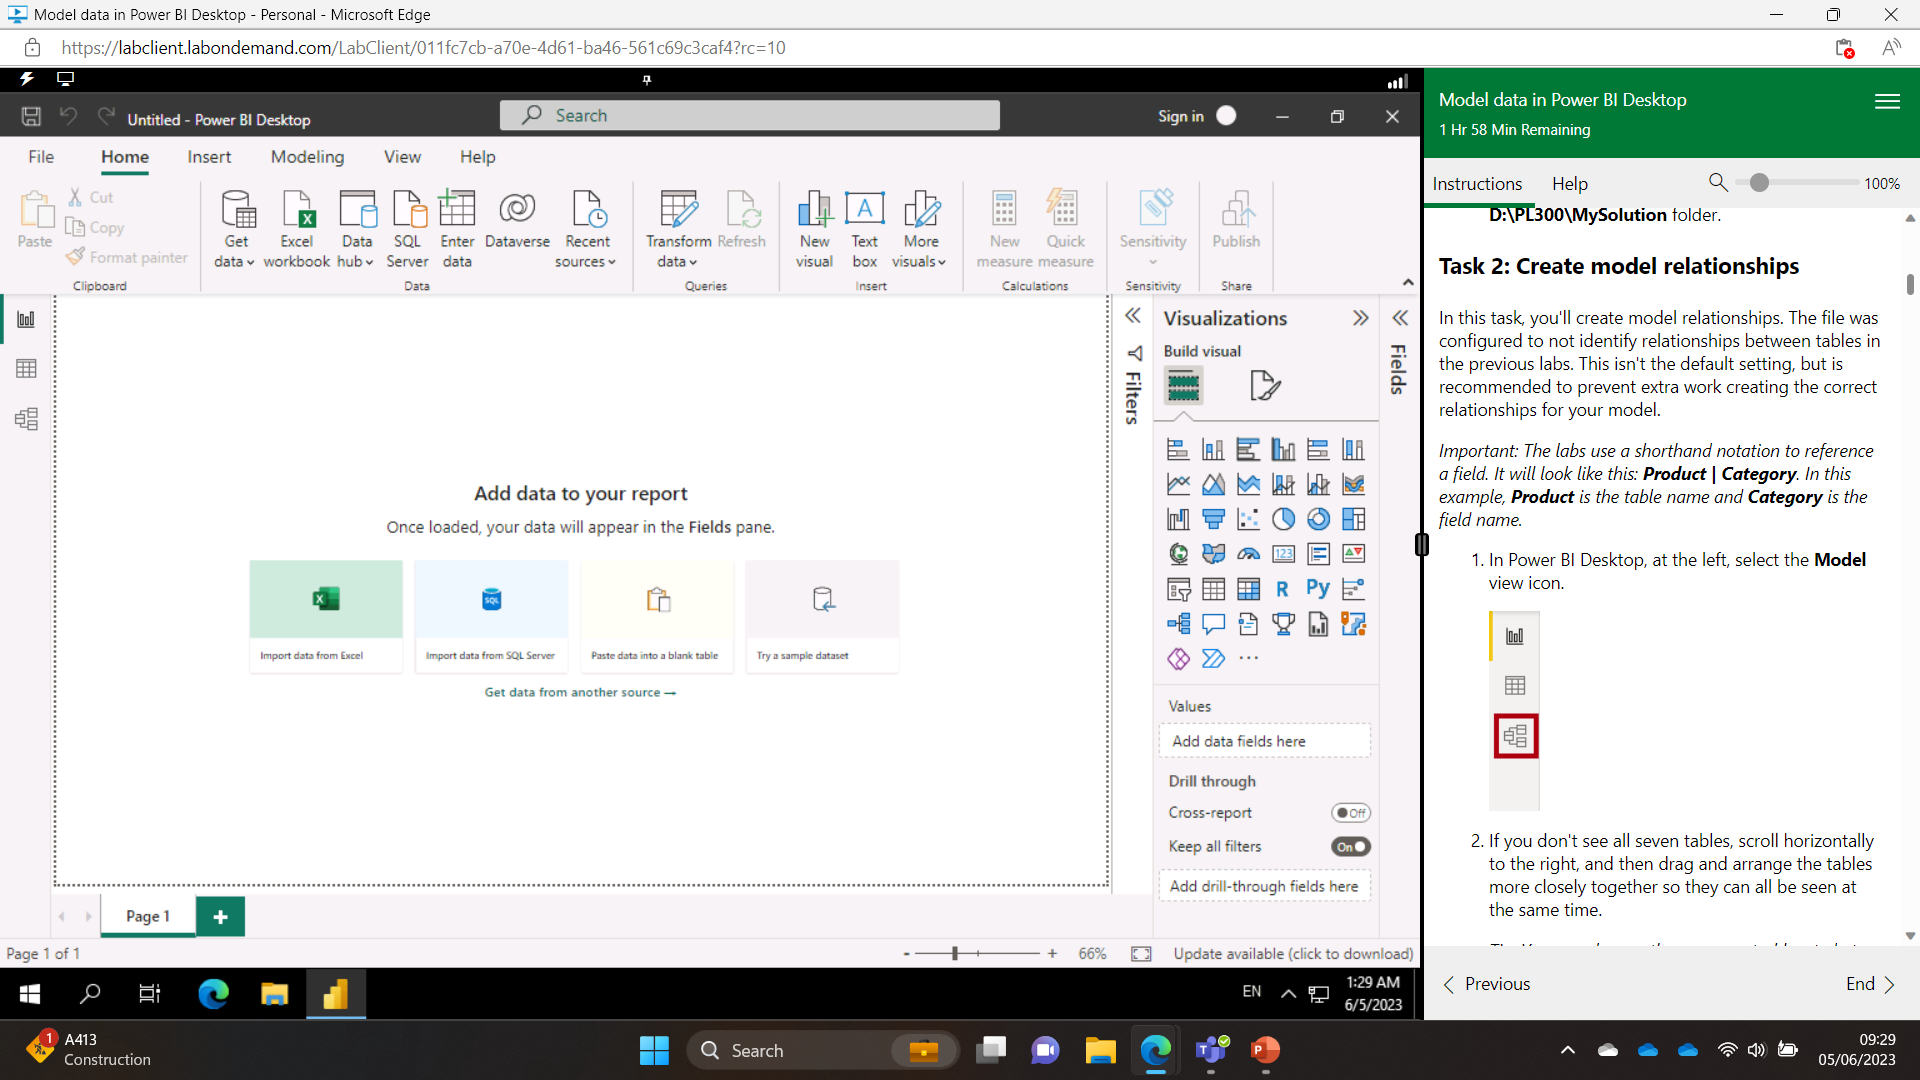 Model data in Power BI Desktop - Personal - Microsoft Edge
https://labclient.labondemand.com/LabClient/011fc7cb-a70e-4d61-ba46-561c69c3caf4?rc=10
Untitled - Power BI Desktop
Search
Sign in
File
Home
Insert
Modeling
View
Help
Paste
Cut
Copy
Format painter
Clipboard
Get data
Excel workbook
Data hub
SQL Server
Enter data
Dataverse
Recent sources
Data
Transform data
Refresh
Queries
New visual
Text box
More visuals
Insert
New measure
Quick measure
Calculations
Sensitivity
Sensitivity
Publish
Share
Add data to your report
Once loaded, your data will appear in the Fields pane.
Import data from Excel
SQL
Import data from SQL Server
Paste data into a blank table
Try a sample dataset
Get data from another source →
Filters
Visualizations
Build visual
123
R
Py
Values
Add data fields here
Drill through
Cross-report
Off
Keep all filters
On
Add drill-through fields here
Fields
Page 1
Page 1 of 1
- + 66%
Update available (click to download)
EN
1:29 AM
6/5/2023
Model data in Power BI Desktop
1 Hr 58 Min Remaining
Instructions
Help
100%
D:\PL300\MySolution folder.
Task 2: Create model relationships
In this task, you'll create model relationships. The file was
configured to not identify relationships between tables in
the previous labs. This isn't the default setting, but is
recommended to prevent extra work creating the correct
relationships for your model.
Important: The labs use a shorthand notation to reference
a field. It will look like this: Product | Category. In this
example, Product is the table name and Category is the
field name.
1. In Power BI Desktop, at the left, select the Model
view icon.
2. If you don't see all seven tables, scroll horizontally
to the right, and then drag and arrange the tables
more closely together so they can all be seen at
the same time.
Previous
End
1
A413
Construction
Search
09:29
05/06/2023